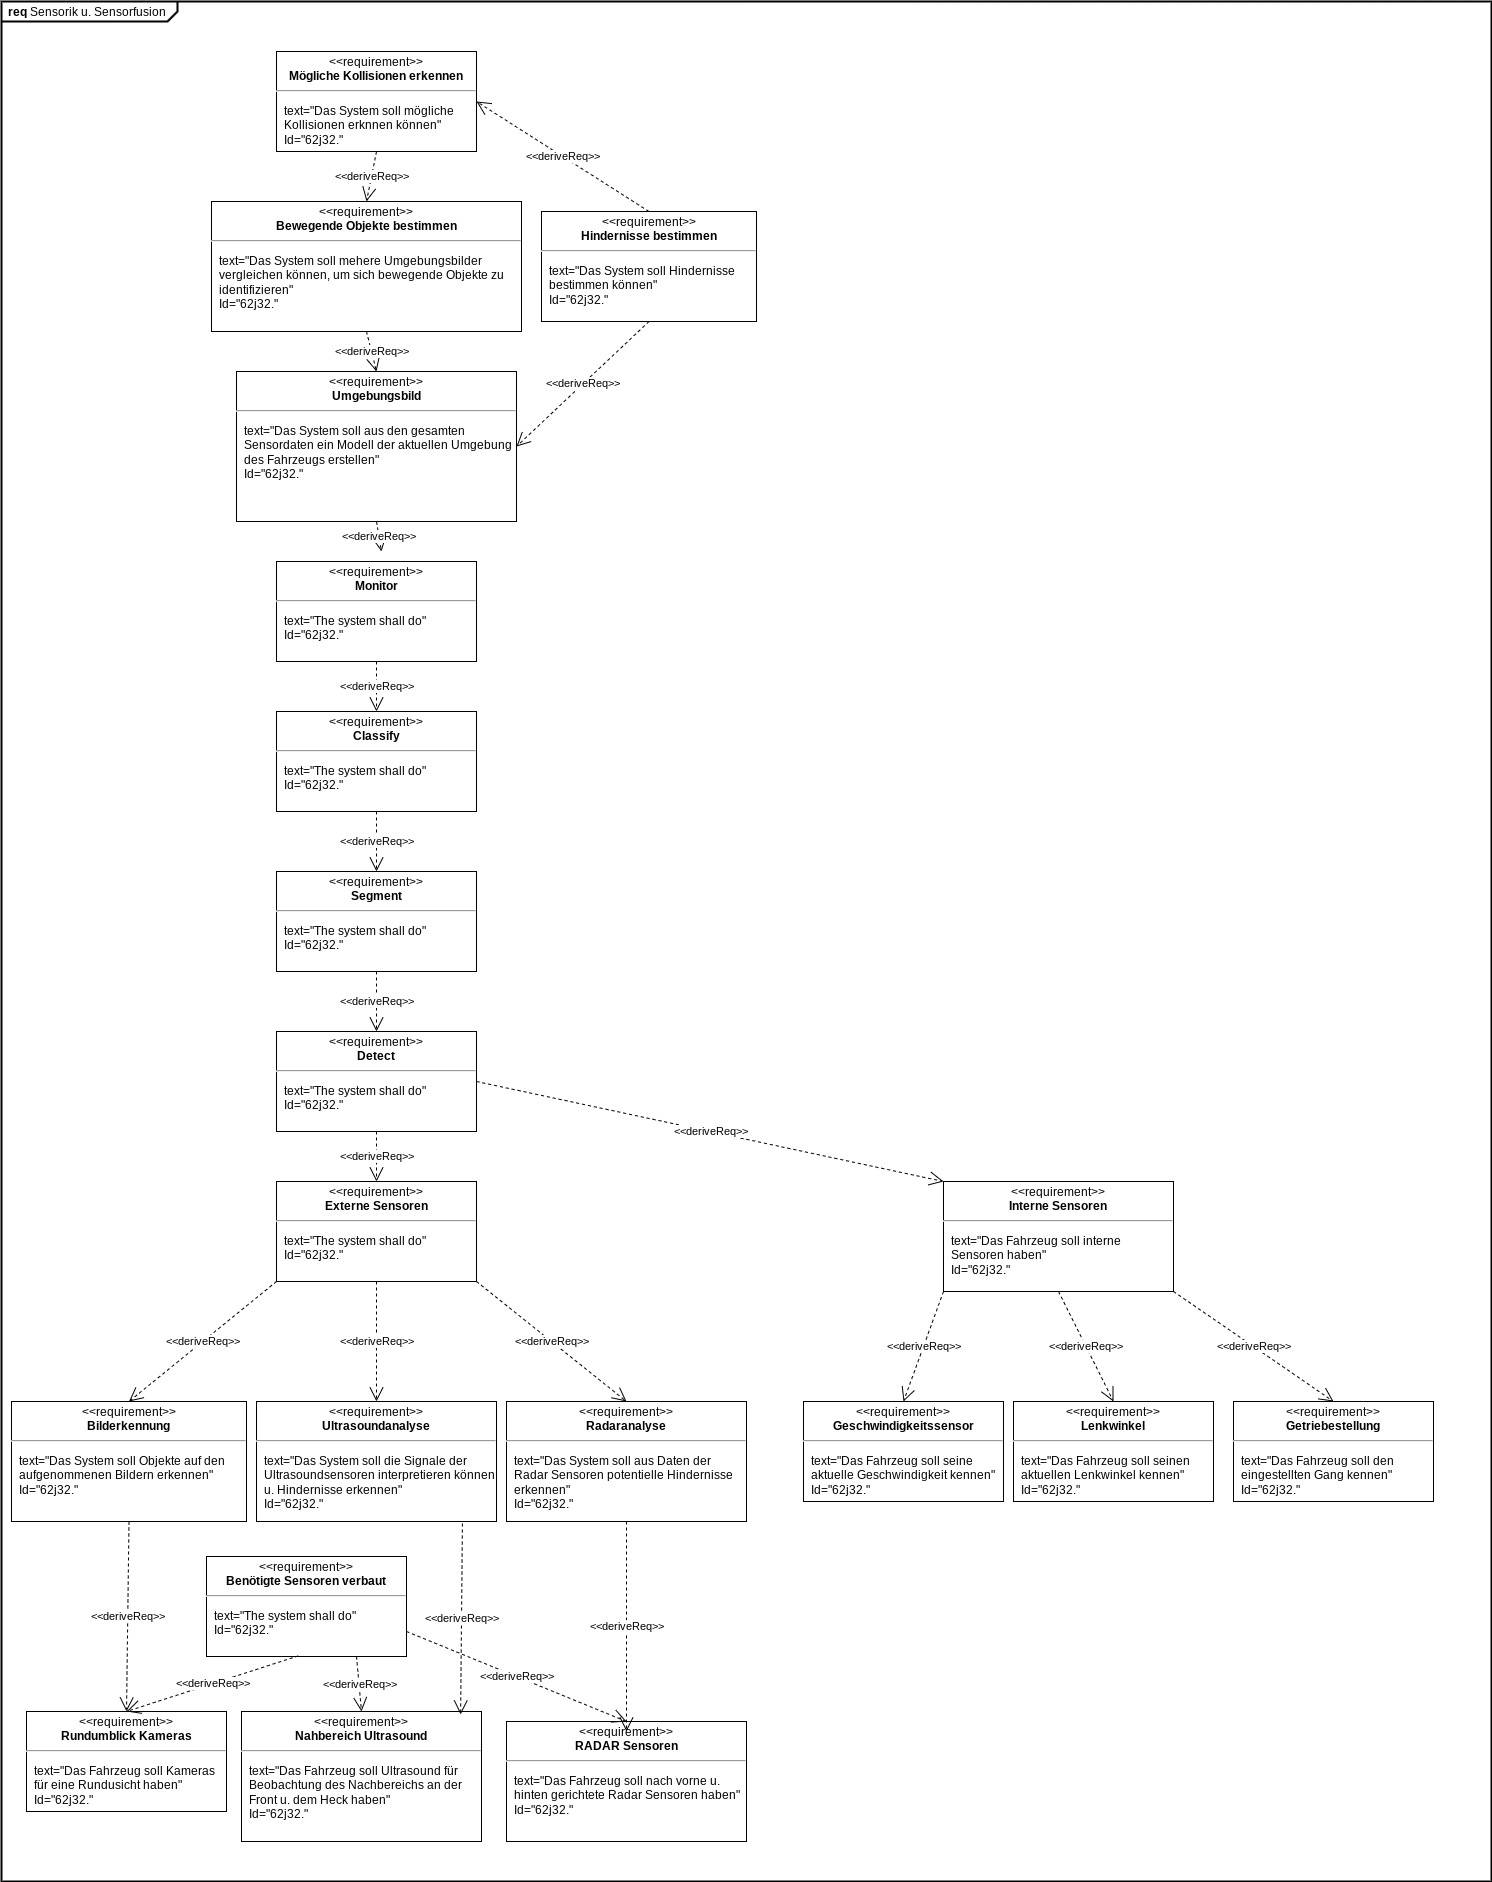 req Sensorik u. Sensorfusion
<<requirement>>
Mögliche Kollisionen erkennen
text="Das System soll mögliche
Kollisionen erknnen können"
Id="62j32."
<<deriveReq>>
<<deriveReq>>
<<requirement>>
Bewegende Objekte bestimmen
text="Das System soll mehere Umgebungsbilder
vergleichen können, um sich bewegende Objekte zu
identifizieren"
Id="62j32."
<<requirement>>
Hindernisse bestimmen
text="Das System soll Hindernisse
bestimmen können"
Id="62j32."
<<deriveReq>>
<<deriveReq>>
<<requirement>>
Umgebungsbild
text="Das System soll aus den gesamten
Sensordaten ein Modell der aktuellen Umgebung
des Fahrzeugs erstellen"
Id="62j32."
<<deriveReq>>
<<requirement>>
Monitor
text="The system shall do"
Id="62j32."
<<deriveReq>>
<<requirement>>
Classify
text="The system shall do"
Id="62j32."
<<deriveReq>>
<<requirement>>
Segment
text="The system shall do"
Id="62j32."
<<deriveReq>>
<<requirement>>
Detect
text="The system shall do"
Id="62j32."
<<deriveReq>>
<<deriveReq>>
<<requirement>>
Externe Sensoren
text="The system shall do"
Id="62j32."
<<requirement>>
Interne Sensoren
text="Das Fahrzeug soll interne
Sensoren haben"
Id="62j32."
<<deriveReq>>
<<deriveReq>>
<<deriveReq>>
<<deriveReq>>
<<deriveReq>>
<<deriveReq>>
<<requirement>>
Bilderkennung
text="Das System soll Objekte auf den
aufgenommenen Bildern erkennen"
Id="62j32."
<<requirement>>
Ultrasoundanalyse
text="Das System soll die Signale der
Ultrasoundsensoren interpretieren können
u. Hindernisse erkennen"
Id="62j32."
<<requirement>>
Radaranalyse
text="Das System soll aus Daten der
Radar Sensoren potentielle Hindernisse
erkennen"
Id="62j32."
<<requirement>>
Geschwindigkeitssensor
text="Das Fahrzeug soll seine
aktuelle Geschwindigkeit kennen"
Id="62j32."
<<requirement>>
Lenkwinkel
text="Das Fahrzeug soll seinen
aktuellen Lenkwinkel kennen"
Id="62j32."
<<requirement>>
Getriebestellung
text="Das Fahrzeug soll den
eingestellten Gang kennen"
Id="62j32."
<<requirement>>
Benötigte Sensoren verbaut
text="The system shall do"
Id="62j32."
<<deriveReq>>
<<deriveReq>>
<<deriveReq>>
<<deriveReq>>
<<deriveReq>>
<<deriveReq>>
<<requirement>>
Rundumblick Kameras
text="Das Fahrzeug soll Kameras
für eine Rundusicht haben"
Id="62j32."
<<requirement>>
Nahbereich Ultrasound
text="Das Fahrzeug soll Ultrasound für
Beobachtung des Nachbereichs an der
Front u. dem Heck haben"
Id="62j32."
<<requirement>>
RADAR Sensoren
text="Das Fahrzeug soll nach vorne u.
hinten gerichtete Radar Sensoren haben"
Id="62j32."